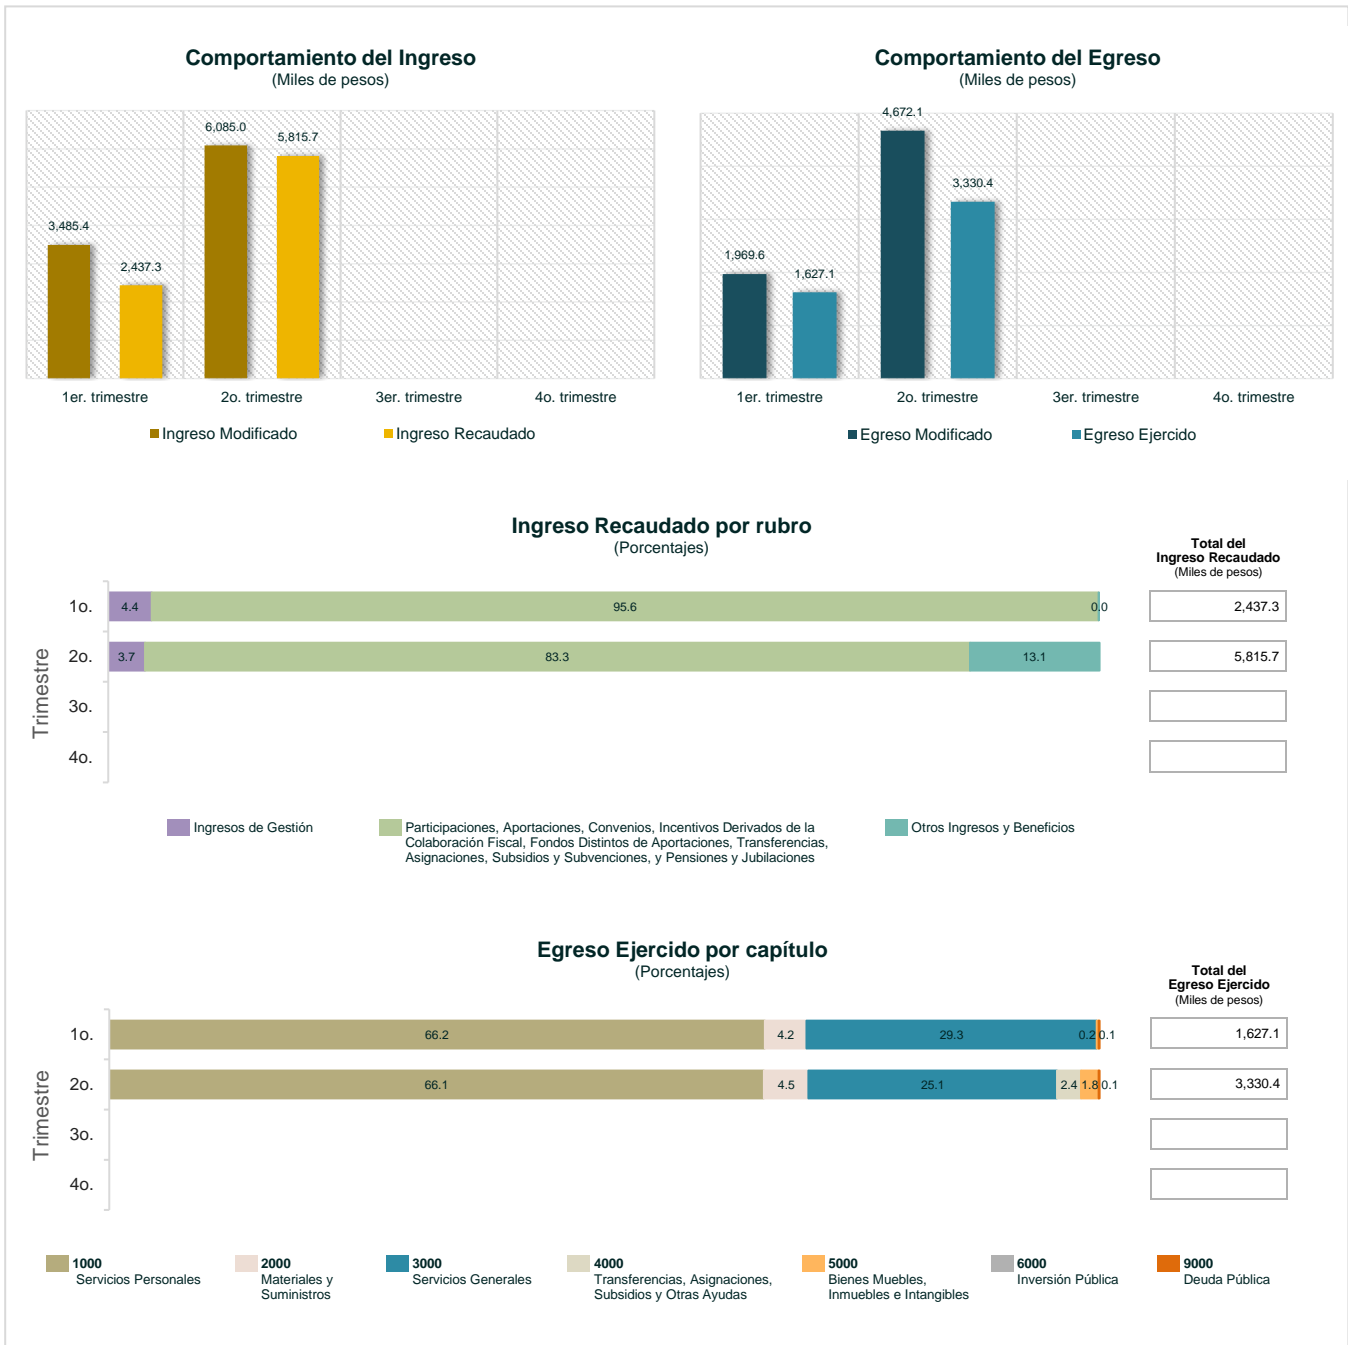 Comportamiento del Ingreso
(Miles de pesos)
3,485.4
2,437.3
6,085.0
5,815.7
1er. trimestre
2o. trimestre
3er. trimestre
4o. trimestre
Ingreso Modificado
Ingreso Recaudado
Comportamiento del Egreso
(Miles de pesos)
1,969.6
1,627.1
4,672.1
3,330.4
1er. trimestre
2o. trimestre
3er. trimestre
4o. trimestre
Egreso Modificado
Egreso Ejercido
Ingreso Recaudado por rubro
(Porcentajes)
Total del
Ingreso Recaudado
(Miles de pesos)
Trimestre
1o.
4.4
95.6
0.0
2,437.3
2o.
3.7
83.3
13.1
5,815.7
3o.
4o.
Ingresos de Gestión
Participaciones, Aportaciones, Convenios, Incentivos Derivados de la
Colaboración Fiscal, Fondos Distintos de Aportaciones, Transferencias,
Asignaciones, Subsidios y Subvenciones, y Pensiones y Jubilaciones
Otros Ingresos y Beneficios
Egreso Ejercido por capítulo
(Porcentajes)
Total del
Egreso Ejercido
(Miles de pesos)
Trimestre
1o.
66.2
4.2
29.3
0.2
0.1
1,627.1
2o.
66.1
4.5
25.1
2.4
1.8
0.1
3,330.4
3o.
4o.
1000
Servicios Personales
2000
Materiales y
Suministros
3000
Servicios Generales
4000
Transferencias, Asignaciones,
Subsidios y Otras Ayudas
5000
Bienes Muebles,
Inmuebles e Intangibles
6000
Inversión Pública
9000
Deuda Pública